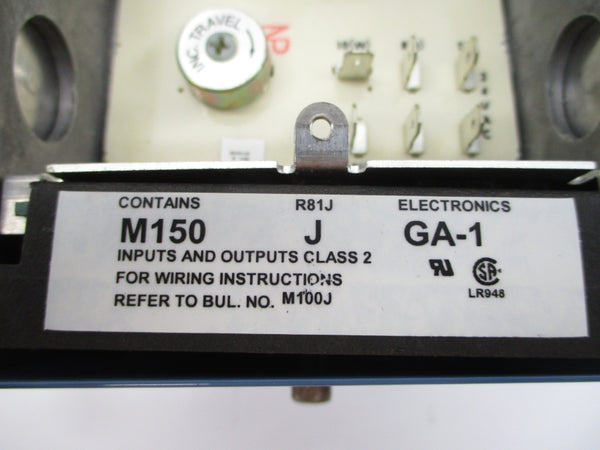 INC. TRAVEL
CONTAINS R81J ELECTRONICS
M150 J GA-1
INPUTS AND OUTPUTS CLASS 2
FOR WIRING INSTRUCTIONS
REFER TO BUL. NO. M100J
LR948